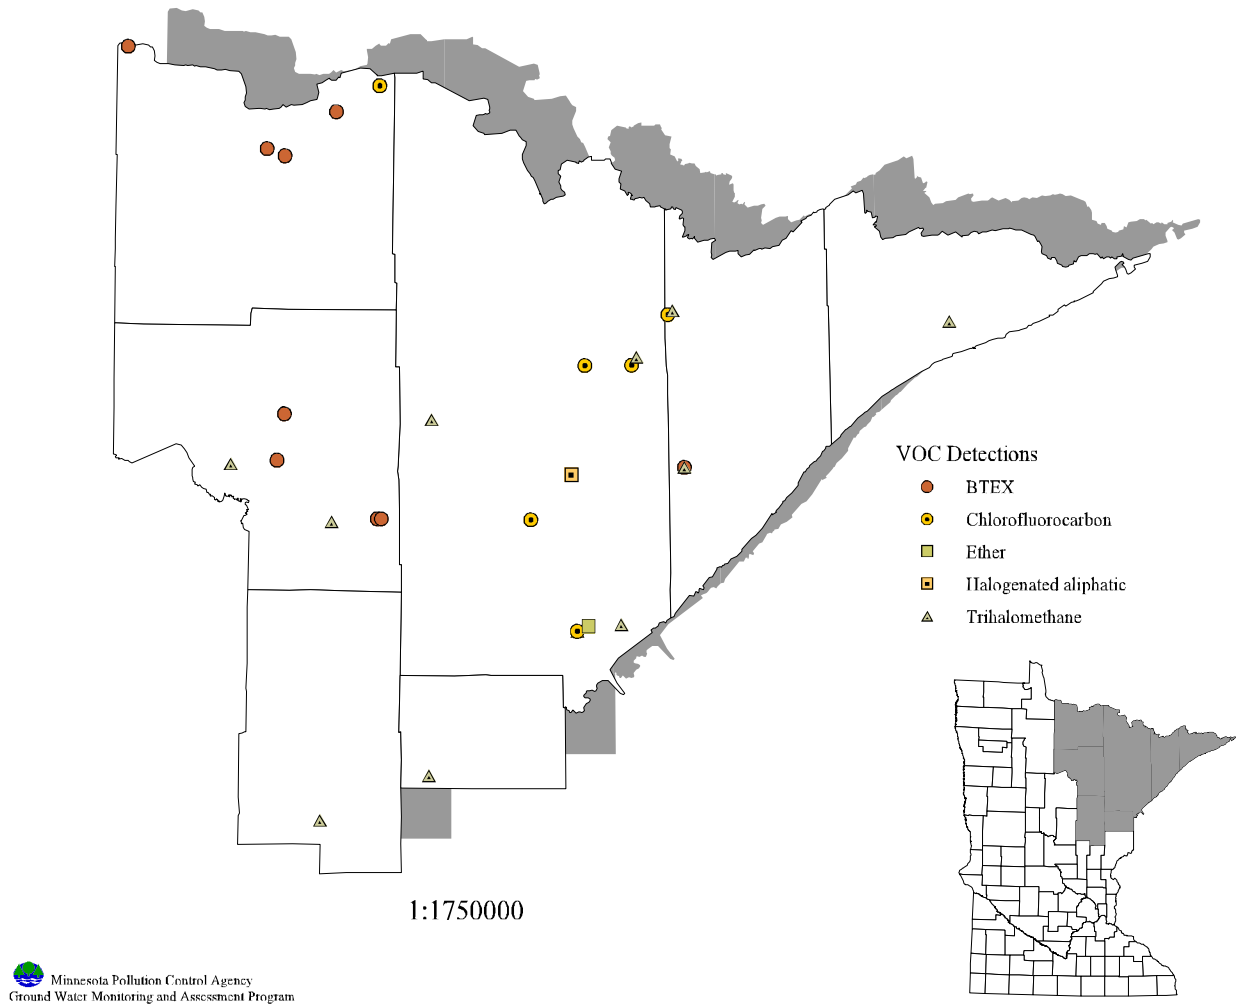 VOC Detections
BTEX
Chlorofluorocarbon
Ether
Halogenated aliphatic
Trihalomethane
1:1750000
Minnesota Pollution Control Agency
Ground Water Monitoring and Assessment Program